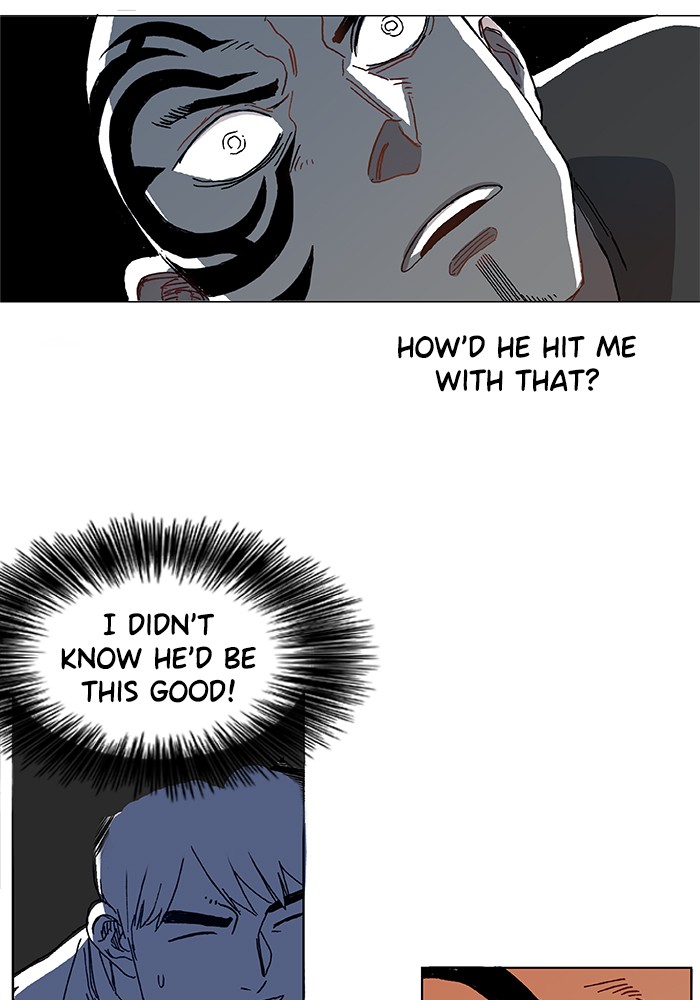 HOW'D HE HIT ME
WITH THAT?
I DIDN'T
KNOW HE'D BE
THIS GOOD!